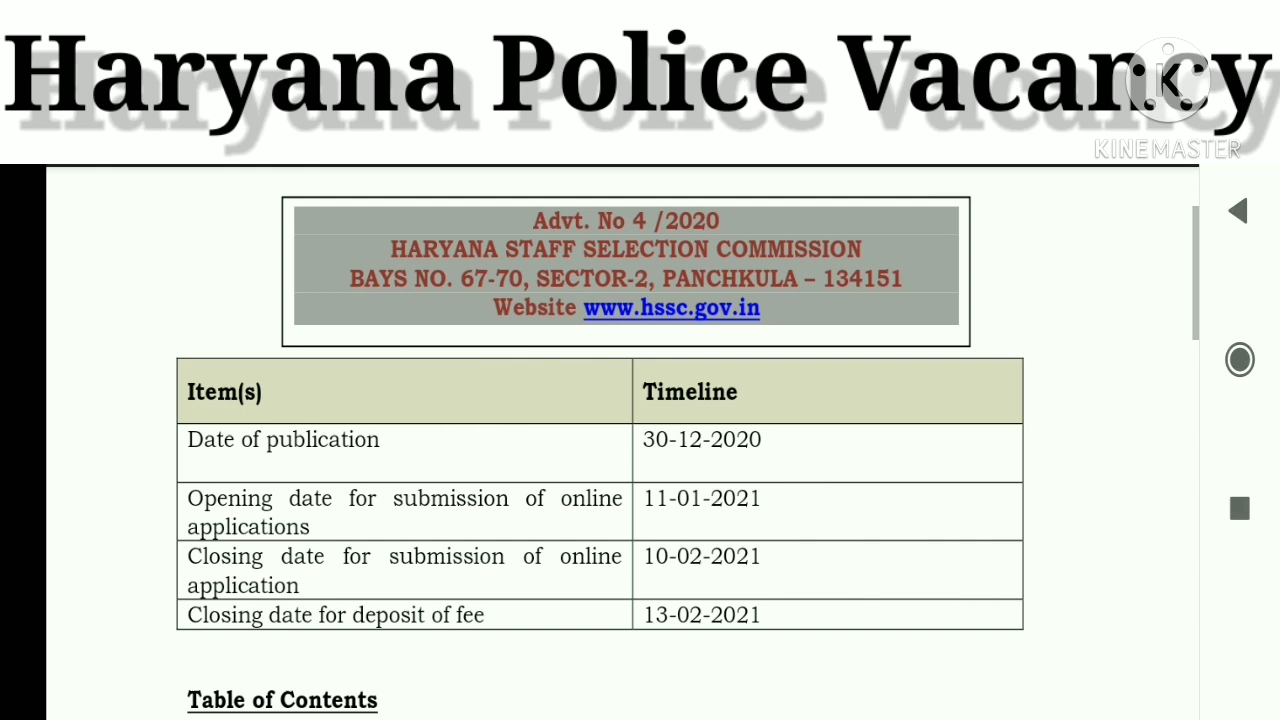 Haryana Police Vacancy
K
KINEMASTER
Advt. No 4 /2020
HARYANA STAFF SELECTION COMMISSION
BAYS NO. 67-70, SECTOR-2, PANCHKULA – 134151
Website www.hssc.gov.in
Item(s) Timeline
Date of publication 30-12-2020
Opening date for submission of online 11-01-2021
applications
Closing date for submission of online 10-02-2021
application
Closing date for deposit of fee 13-02-2021
Table of Contents